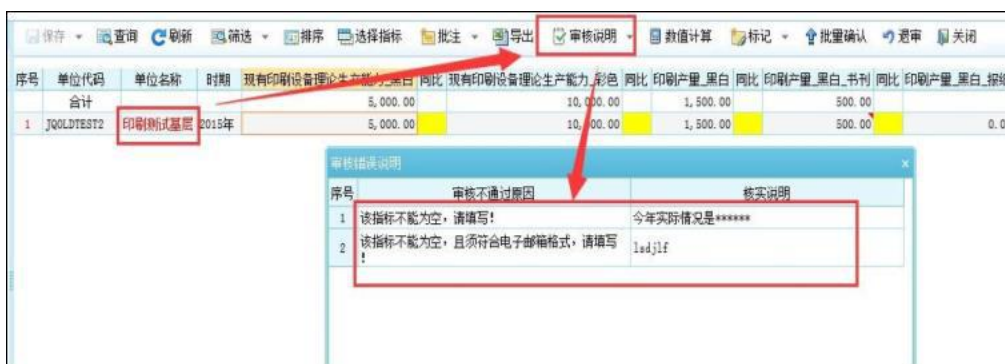 保存 查询 刷新 筛选 排序 选择指标 批注 导出 审核说明 数值计算 标记 批量确认 退审 关闭
序号 单位代码 单位名称 时期 现有印刷设备理论生产能力_黑白 同比 现有印刷设备理论生产能力_彩色 同比 印刷产量_黑白 同比 印刷产量_黑白_书刊 同比 印刷产量_黑白_报纸
合计 5,000.00 10,000.00 1,500.00 500.00
1 JQOLDTEST2 印刷测试基层 2015年 5,000.00 10,000.00 1,500.00 500.00 0.0
审核错误说明 x
序号 审核不通过原因 核实说明
1 该指标不能为空，请填写! 今年实际情况是******
2 该指标不能为空，且须符合电子邮箱格式，请填写 lsdjlf
!